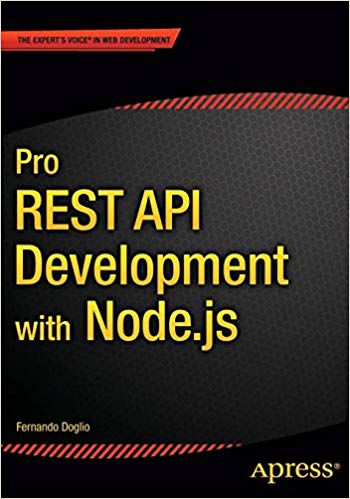 THE EXPERT'S VOICE® IN WEB DEVELOPMENT
Pro
REST API
Development
with Node.js
Fernando Doglio
Apress®